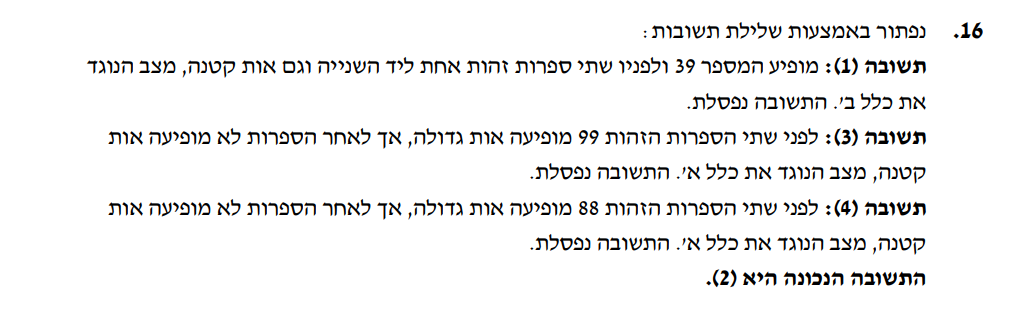 16. נפתור באמצעות שלילת תשובות:
תשובה (1): מופיע המספר 39 ולפניו שתי ספרות זהות אחת ליד השנייה וגם אות קטנה, מצב הנוגד
את כלל ב'. התשובה נפסלת.
תשובה (3): לפני שתי הספרות הזהות 99 מופיעה אות גדולה, אך לאחר הספרות לא מופיעה אות
קטנה, מצב הנוגד את כלל א'. התשובה נפסלת.
תשובה (4): לפני שתי הספרות הזהות 88 מופיעה אות גדולה, אך לאחר הספרות לא מופיעה אות
קטנה, מצב הנוגד את כלל א'. התשובה נפסלת.
התשובה הנכונה היא (2).